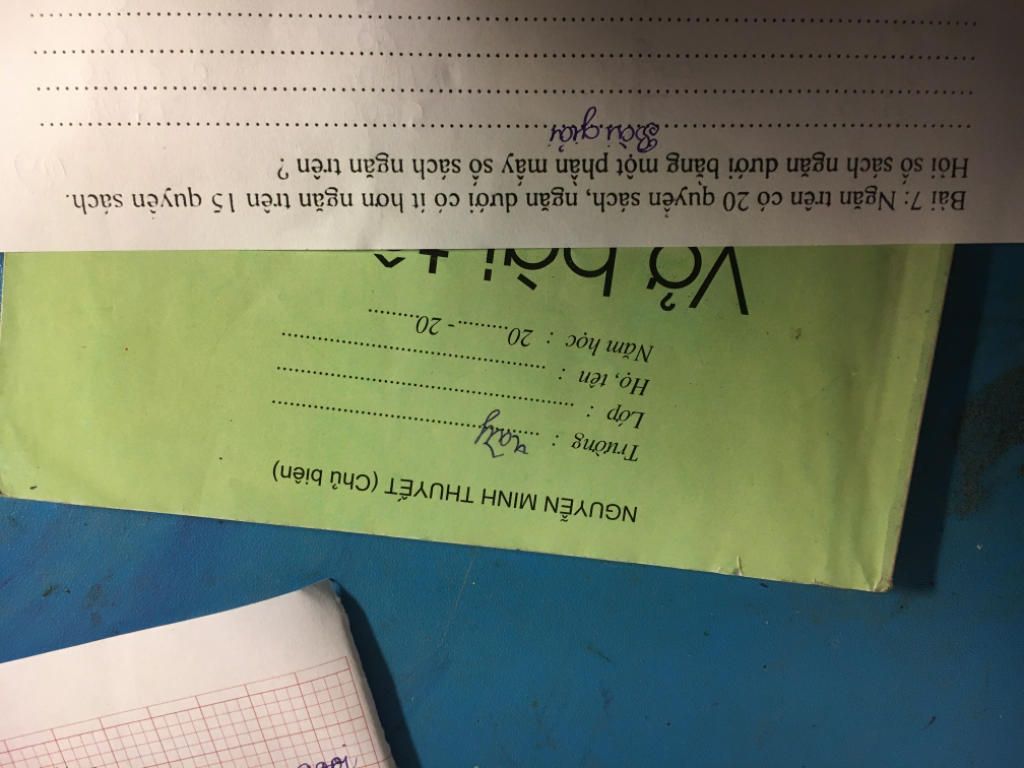 Bài 7: Ngăn trên có 20 quyển sách, ngăn dưới có ít hơn ngăn trên 15 quyển sách.
Hỏi số sách ngăn dưới bằng một phần mấy số sách ngăn trên ?
Bài giải
NGUYỄN MINH THUYẾT (Chủ biên)
Trường :
Lớp :
Họ, tên :
Năm học : 20.........- 20.........
Vở bài